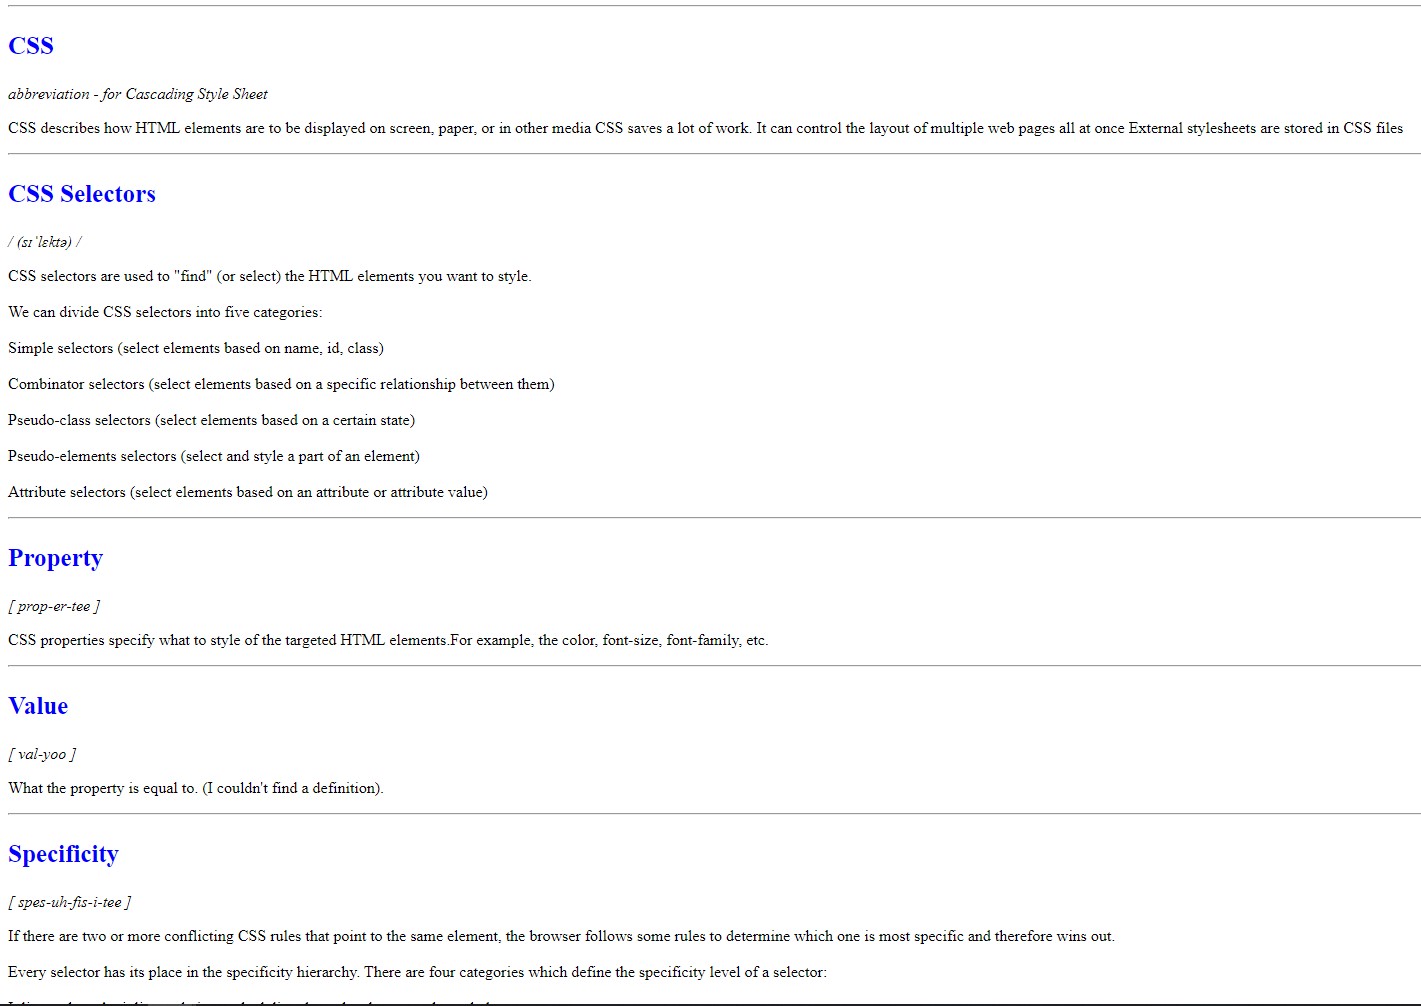 CSS
abbreviation - for Cascading Style Sheet
CSS describes how HTML elements are to be displayed on screen, paper, or in other media CSS saves a lot of work. It can control the layout of multiple web pages all at once External stylesheets are stored in CSS files
CSS Selectors
/ (sɪˈlɛktə) /
CSS selectors are used to "find" (or select) the HTML elements you want to style.
We can divide CSS selectors into five categories:
Simple selectors (select elements based on name, id, class)
Combinator selectors (select elements based on a specific relationship between them)
Pseudo-class selectors (select elements based on a certain state)
Pseudo-elements selectors (select and style a part of an element)
Attribute selectors (select elements based on an attribute or attribute value)
Property
[ prop-er-tee ]
CSS properties specify what to style of the targeted HTML elements.For example, the color, font-size, font-family, etc.
Value
[ val-yoo ]
What the property is equal to. (I couldn't find a definition).
Specificity
[ spes-uh-fis-i-tee ]
If there are two or more conflicting CSS rules that point to the same element, the browser follows some rules to determine which one is most specific and therefore wins out.
Every selector has its place in the specificity hierarchy. There are four categories which define the specificity level of a selector: